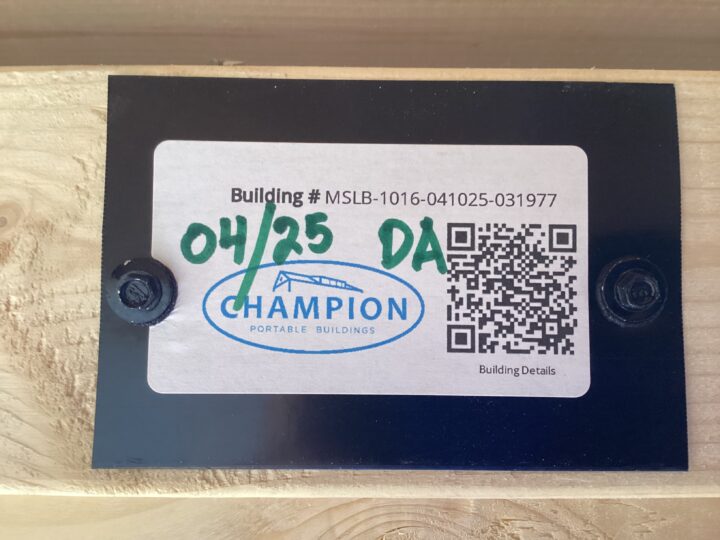 Building # MSLB-1016-041025-031977
04/25 DA
CHAMPION
PORTABLE BUILDINGS
Building Details